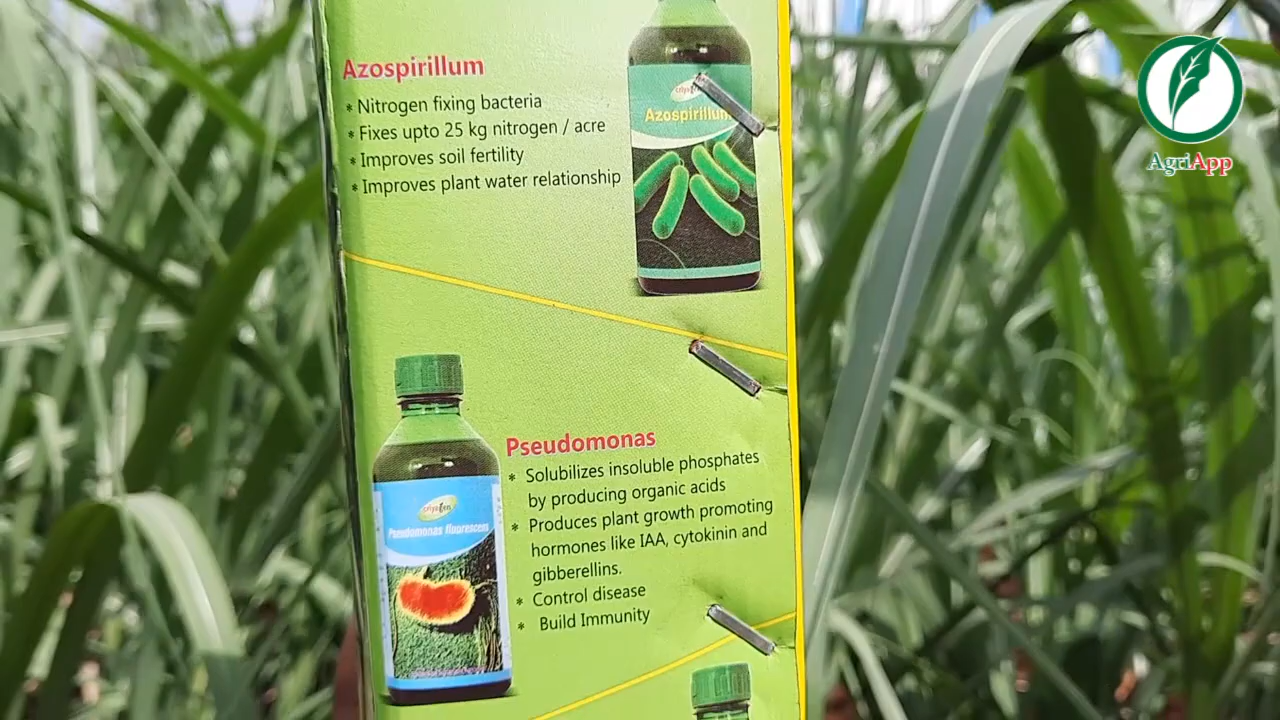 Azospirillum
* Nitrogen fixing bacteria
* Fixes upto 25 kg nitrogen / acre
* Improves soil fertility
* Improves plant water relationship
Azospirillum
AgriApp
Pseudomonas
* Solubilizes insoluble phosphates
by producing organic acids
* Produces plant growth promoting
hormones like IAA, cytokinin and
gibberellins.
* Control disease
* Build Immunity
criyagen
Pseudomonas fluorescens